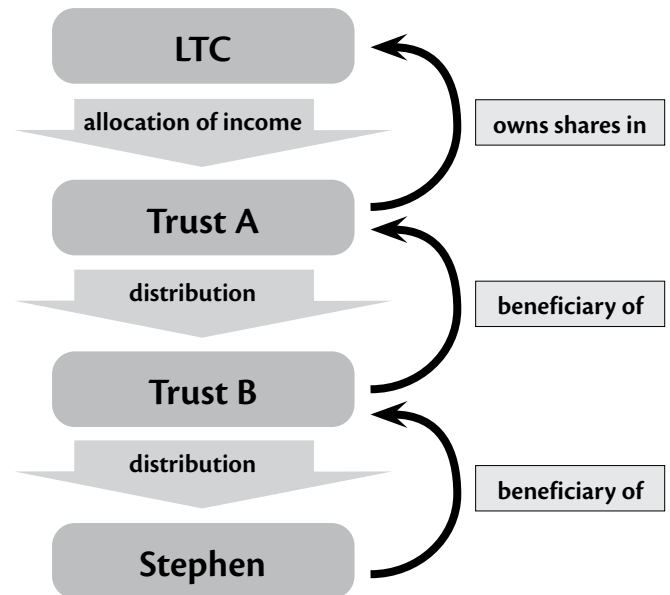 LTC
allocation of income
owns shares in
Trust A
distribution
beneficiary of
Trust B
distribution
beneficiary of
Stephen